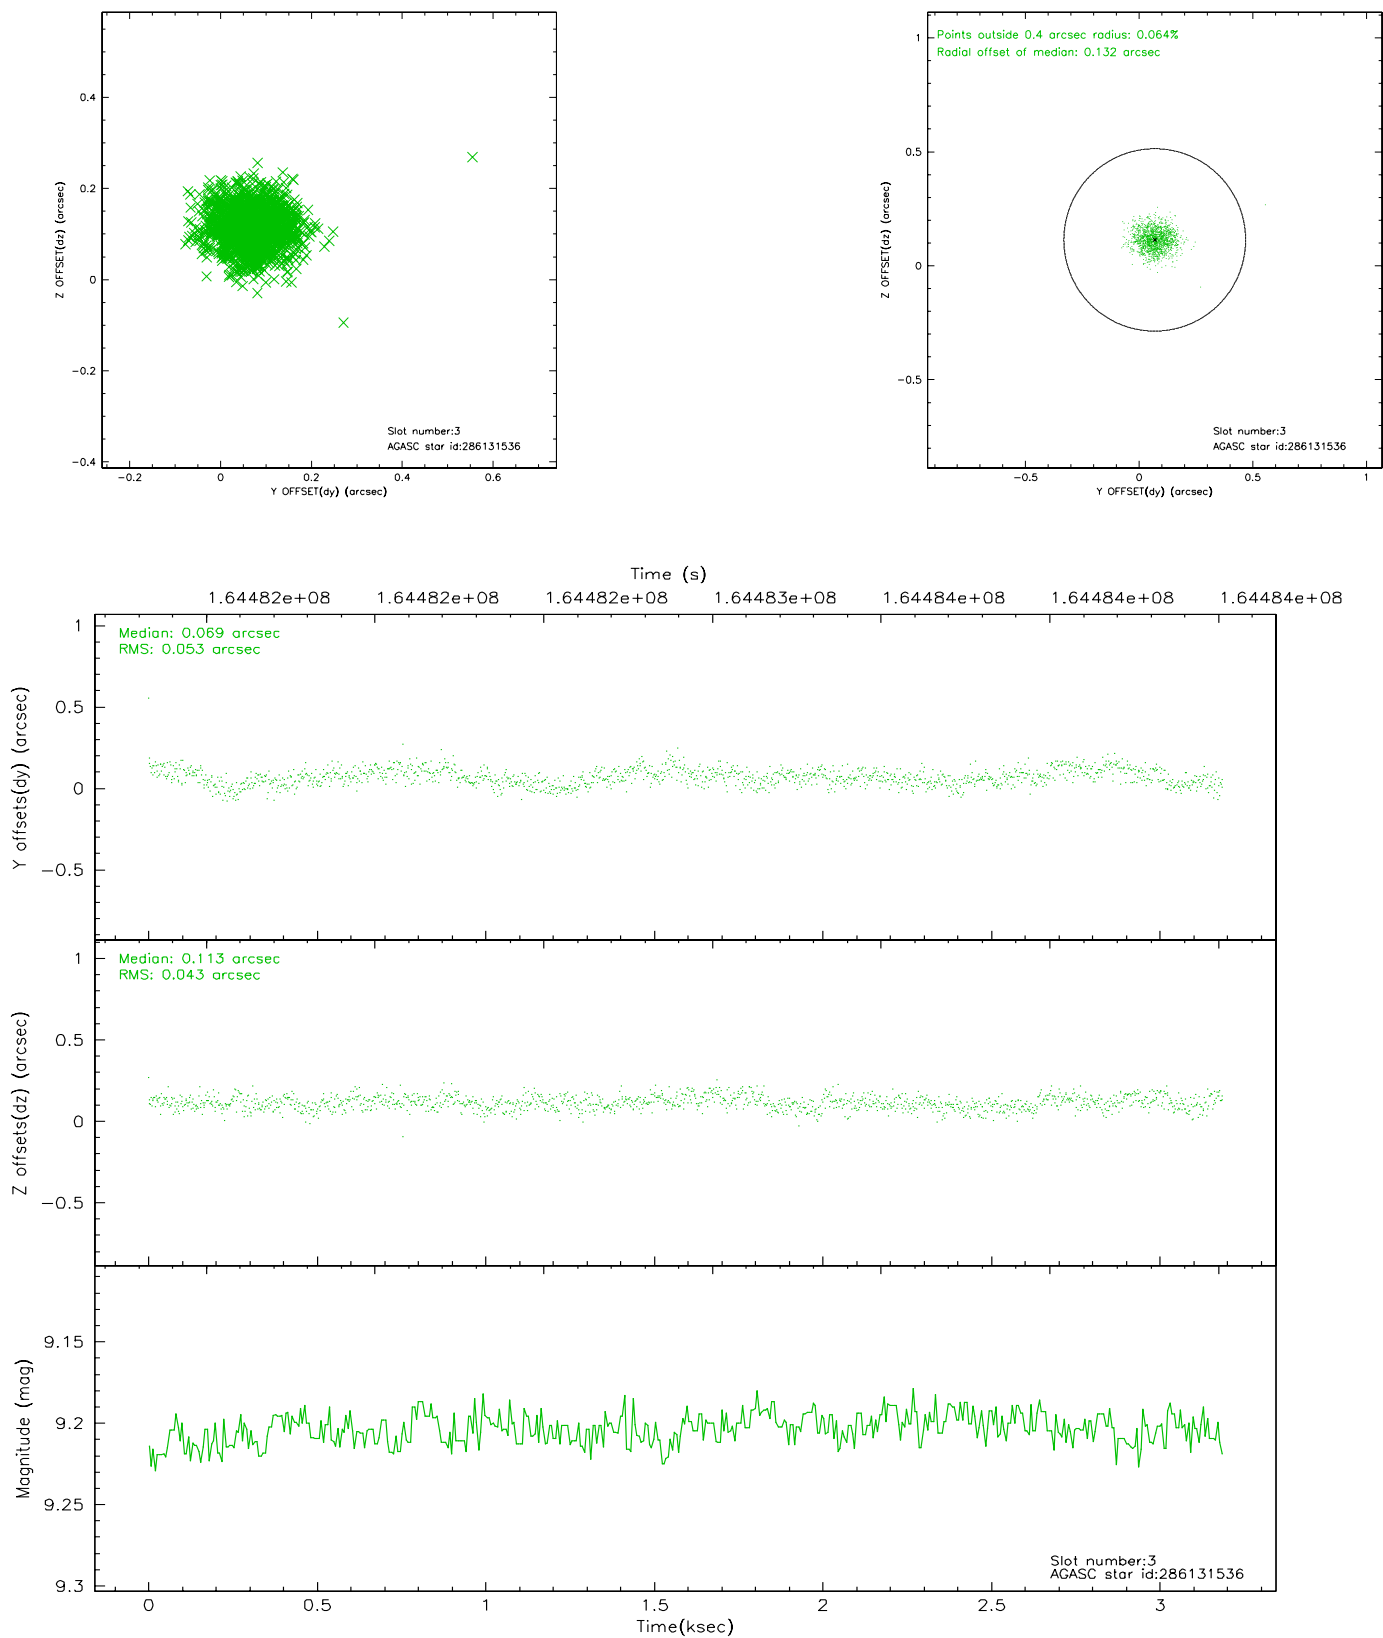 0.4
0.2
0
−0.2
−0.4
−0.2
0
0.2
0.4
0.6
Z OFFSET(dz) (arcsec)
Y OFFSET(dy) (arcsec)
Slot number:3
AGASC star id:286131536
Points outside 0.4 arcsec radius: 0.064%
Radial offset of median: 0.132 arcsec
1
0.5
0
−0.5
−0.5
0
0.5
1
Z OFFSET(dz) (arcsec)
Y OFFSET(dy) (arcsec)
Slot number:3
AGASC star id:286131536
Time (s)
1.64482e+08 1.64482e+08 1.64482e+08 1.64483e+08 1.64484e+08 1.64484e+08 1.64484e+08
Median: 0.069 arcsec
RMS: 0.053 arcsec
1
0.5
0
−0.5
Y offsets(dy) (arcsec)
Median: 0.113 arcsec
RMS: 0.043 arcsec
1
0.5
0
−0.5
Z offsets(dz) (arcsec)
9.15
9.2
9.25
9.3
Magnitude (mag)
Slot number:3
AGASC star id:286131536
0 0.5 1 1.5 2 2.5 3
Time(ksec)